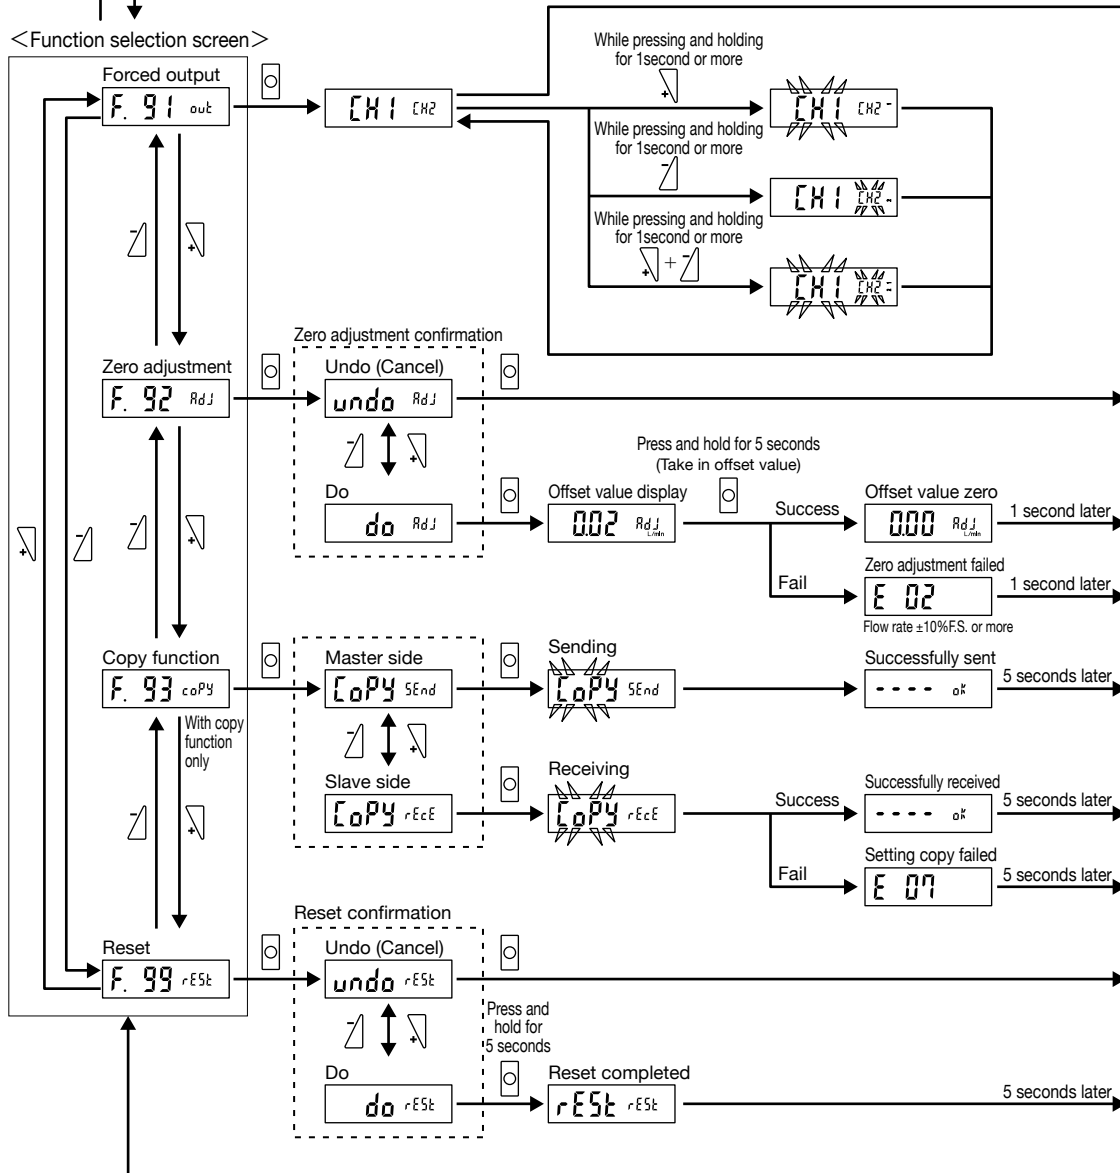 <Function selection screen>
Forced output
F. 91 out
CH1 CH2
While pressing and holding
for 1second or more
+
CH1 CH2
While pressing and holding
for 1second or more
-
CH1 CH2
While pressing and holding
for 1second or more
+ + -
CH1 CH2
- +
Zero adjustment
F. 92 Adj
Zero adjustment confirmation
Undo (Cancel)
undo Adj
- +
Do
do Adj
Offset value display
0.02 Adj
L/min
Press and hold for 5 seconds
(Take in offset value)
Success
Offset value zero
0.00 Adj
L/min
1 second later
Fail
Zero adjustment failed
E 02
Flow rate ±10%F.S. or more
1 second later
+ - - +
Copy function
F. 93 coPY
With copy
function
only
Master side
CoPY SEnd
- +
Slave side
CoPY rEcE
Sending
CoPY SEnd
Successfully sent
- - - - oK
5 seconds later
Receiving
CoPY rEcE
Success
Successfully received
- - - - oK
5 seconds later
Fail
Setting copy failed
E 07
5 seconds later
- +
Reset
F. 99 rESt
Reset confirmation
Undo (Cancel)
undo rESt
- +
Do
do rESt
Press and
hold for
5 seconds
Reset completed
rESt rESt
5 seconds later